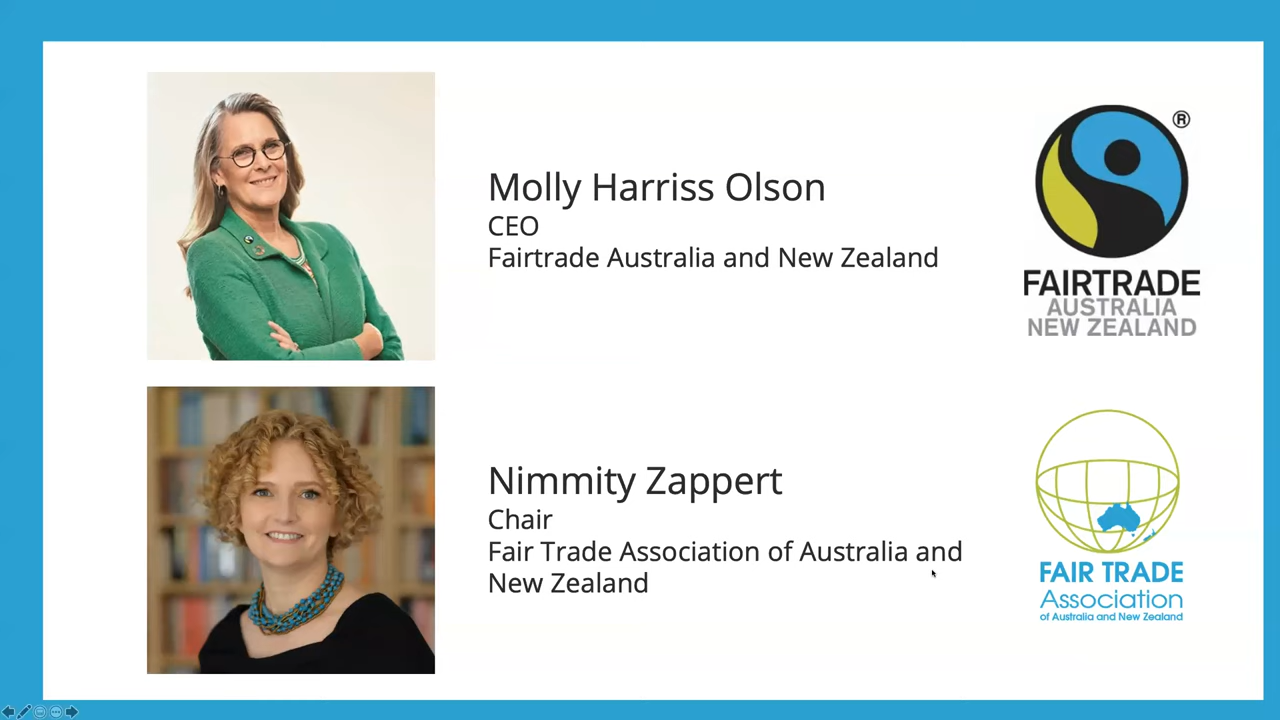 Molly Harriss Olson
CEO
Fairtrade Australia and New Zealand
®
FAIRTRADE
AUSTRALIA
NEW ZEALAND
Nimmity Zappert
Chair
Fair Trade Association of Australia and
New Zealand
FAIR TRADE
Association
of Australia and New Zealand